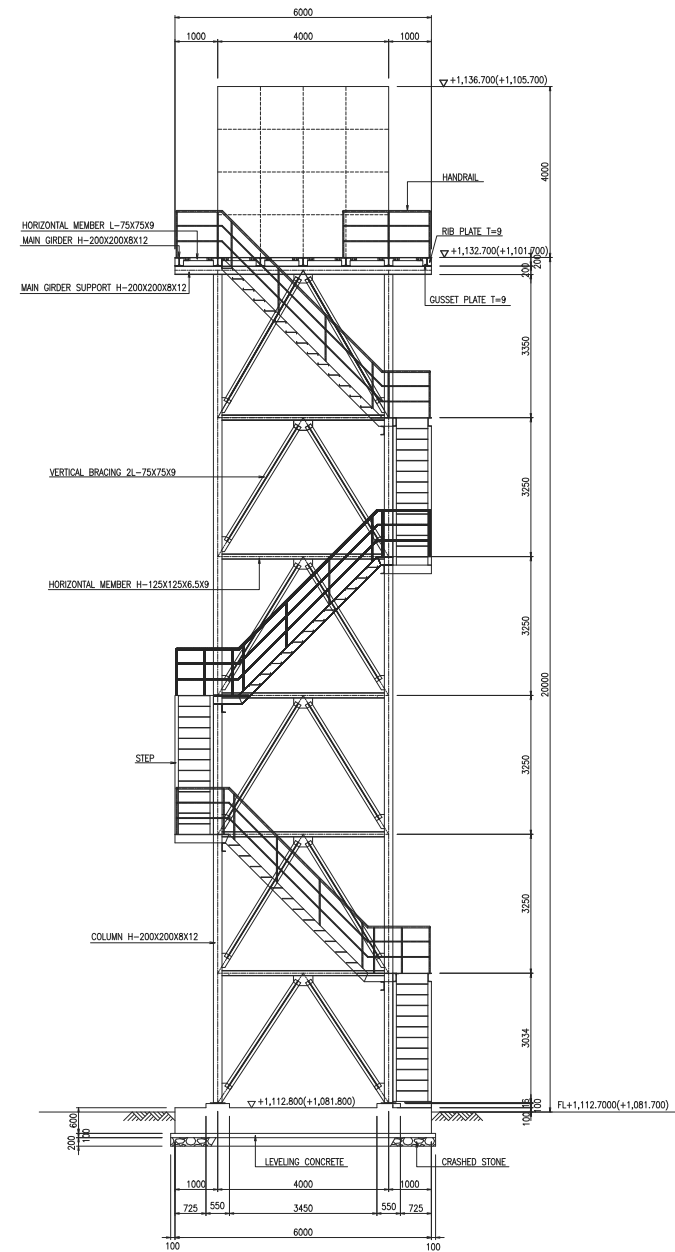 6000
1000 4000 1000
+1,136.700(+1,105.700)
4000
HANDRAIL
HORIZONTAL MEMBER L-75X75X9
RIB PLATE T=9
MAIN GIRDER H-200X200X8X12
+1,132.700(+1,101.700)
200
200
MAIN GIRDER SUPPORT H-200X200X8X12
GUSSET PLATE T=9
3350
VERTICAL BRACING 2L-75X75X9
3250
HORIZONTAL MEMBER H-125X125X6.5X9
3250
20000
STEP
3250
3250
COLUMN H-200X200X8X12
3034
+1,112.800(+1,081.800)
100
100
FL+1,112.7000(+1,081.700)
600
100
200
LEVELING CONCRETE
CRASHED STONE
1000 4000 1000
725 550 3450 550 725
100 6000 100